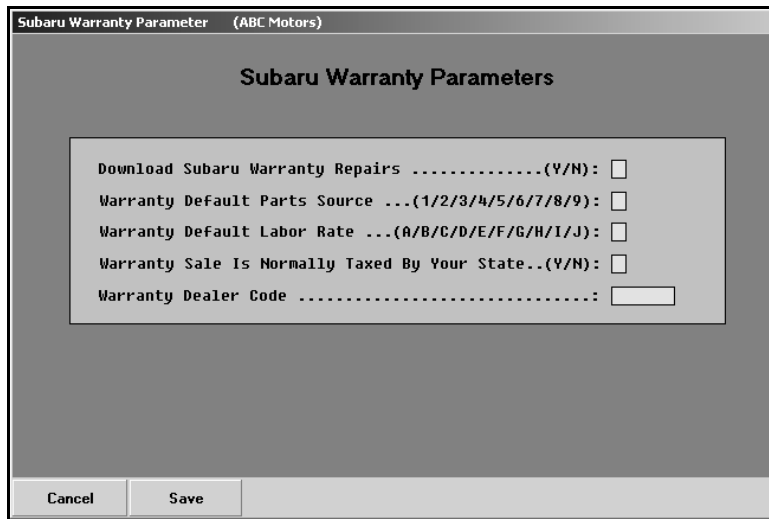 Subaru Warranty Parameter (ABC Motors)
Subaru Warranty Parameters
Download Subaru Warranty Repairs ..............(Y/N):
Warranty Default Parts Source ...(1/2/3/4/5/6/7/8/9):
Warranty Default Labor Rate ...(A/B/C/D/E/F/G/H/I/J):
Warranty Sale Is Normally Taxed By Your State..(Y/N):
Warranty Dealer Code ...............................:
Cancel Save